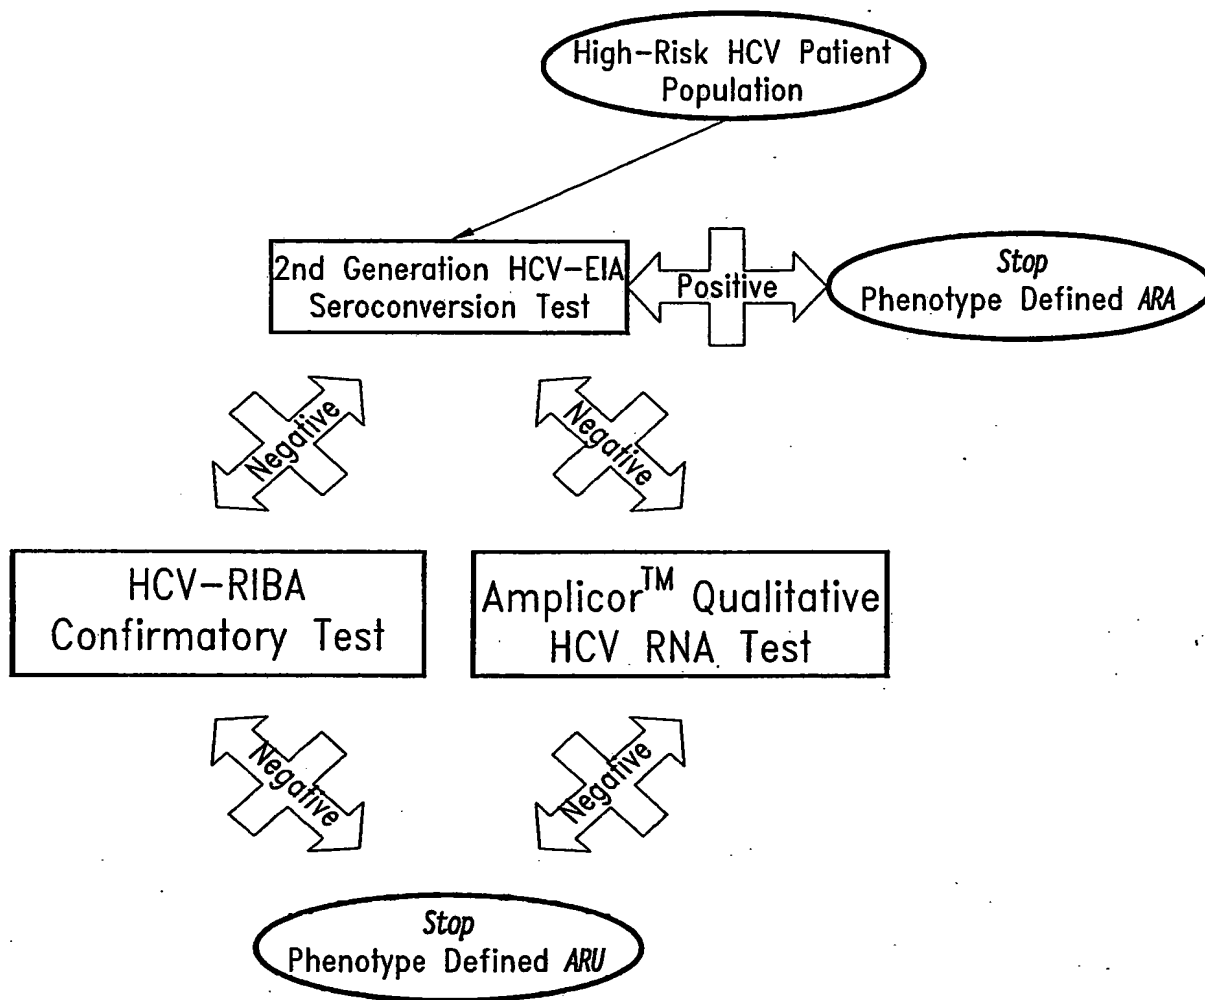 High-Risk HCV Patient
Population
2nd Generation HCV-EIA
Seroconversion Test
Positive
Stop
Phenotype Defined ARA
Negative
Negative
HCV-RIBA
Confirmatory Test
Amplicor™ Qualitative
HCV RNA Test
Negative
Negative
Stop
Phenotype Defined ARU